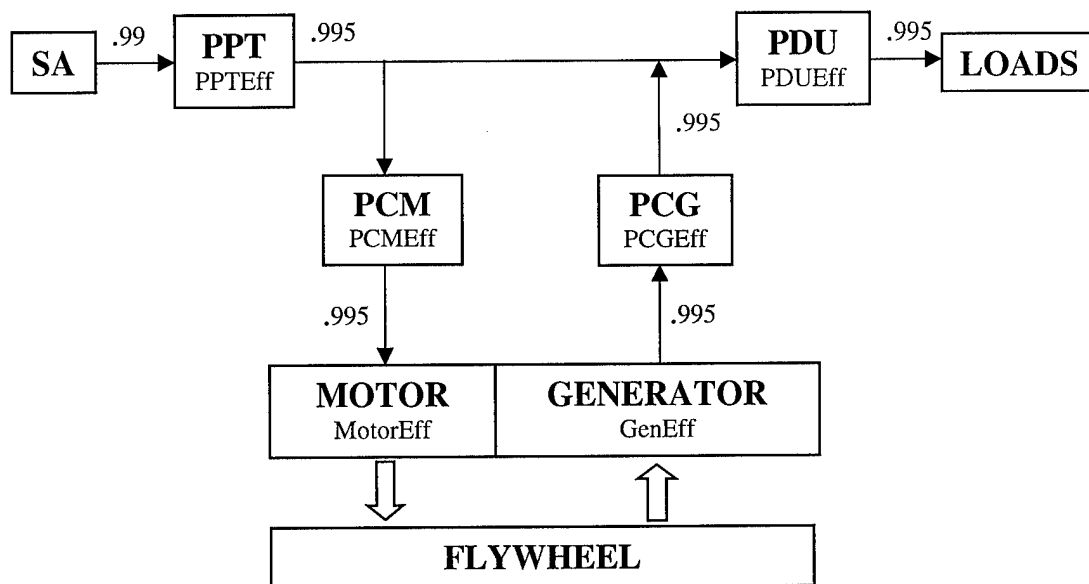 SA
.99
PPT
PPTEff
.995
PDU
PDUEff
.995
LOADS
.995
PCM
PCMEff
PCG
PCGEff
.995
.995
MOTOR
MotorEff
GENERATOR
GenEff
FLYWHEEL